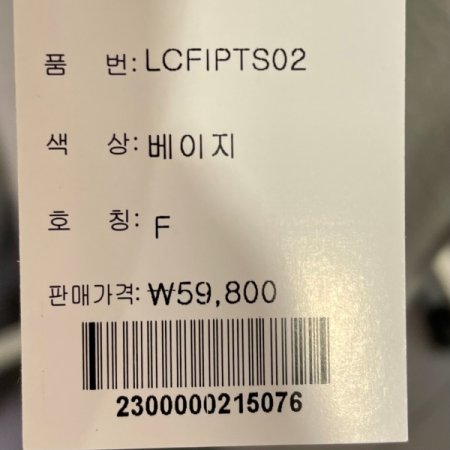 품 번: LCFIPTS02
색 상: 베이지
호 칭: F
판매가격: ₩59,800
2300000215076